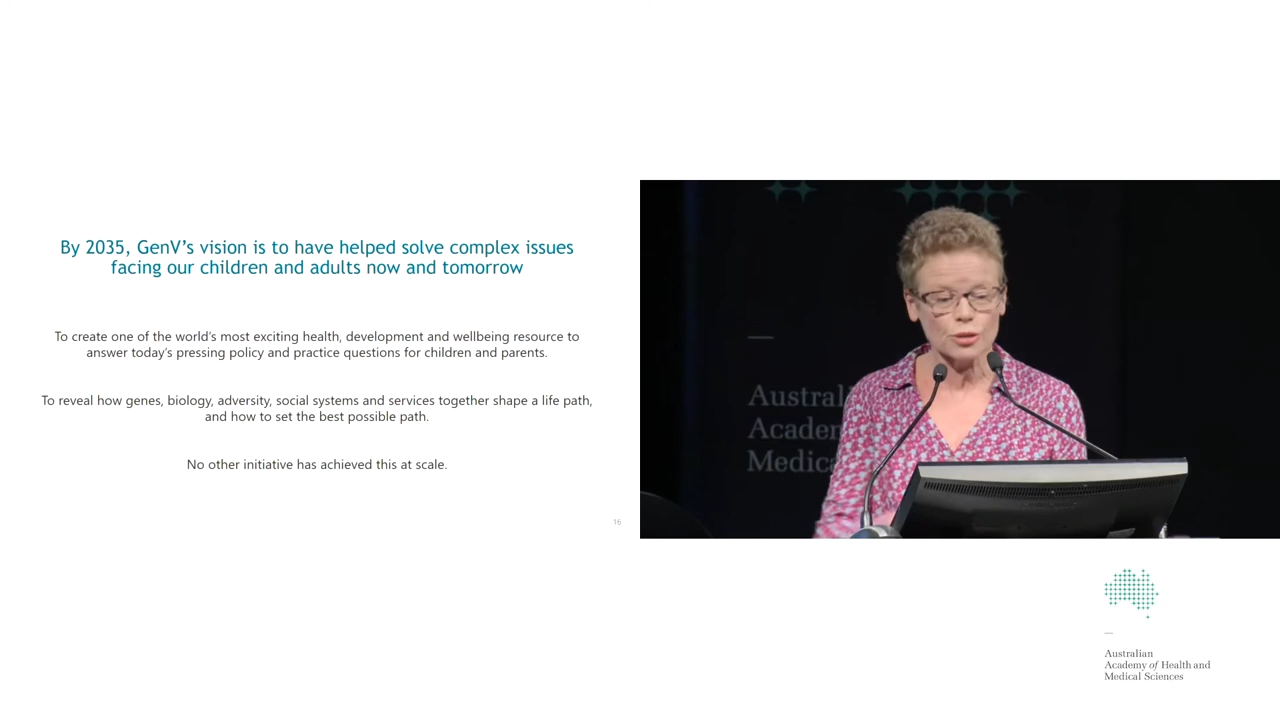 By 2035, GenV's vision is to have helped solve complex issues
facing our children and adults now and tomorrow
To create one of the world's most exciting health, development and wellbeing resource to
answer today's pressing policy and practice questions for children and parents.
To reveal how genes, biology, adversity, social systems and services together shape a life path,
and how to set the best possible path.
No other initiative has achieved this at scale.
16
Austral
Acade
Medica
Australian
Academy of Health and
Medical Sciences